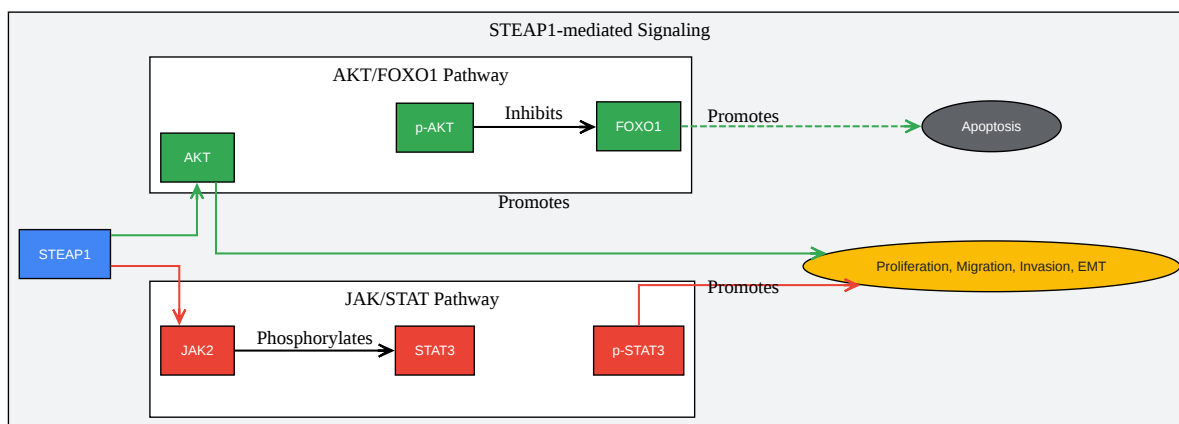 STEAP1-mediated Signaling
AKT/FOXO1 Pathway
p-AKT
Inhibits
FOXO1
Promotes
Apoptosis
AKT
Promotes
STEAP1
Proliferation, Migration, Invasion, EMT
Promotes
JAK/STAT Pathway
JAK2
Phosphorylates
STAT3
p-STAT3